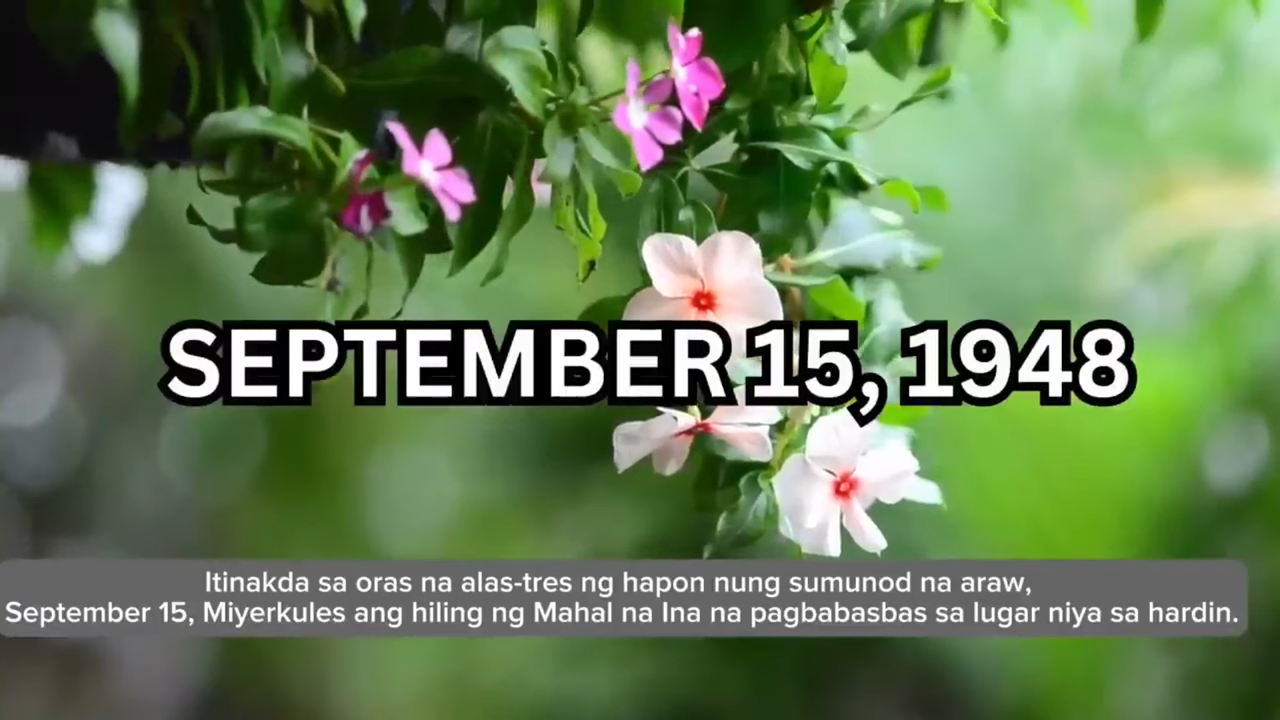 SEPTEMBER 15, 1948
Itinakda sa oras na alas-tres ng hapon nung sumunod na araw,
September 15, Miyerkules ang hiling ng Mahal na Ina na pagbabasbas sa lugar niya sa hardin.